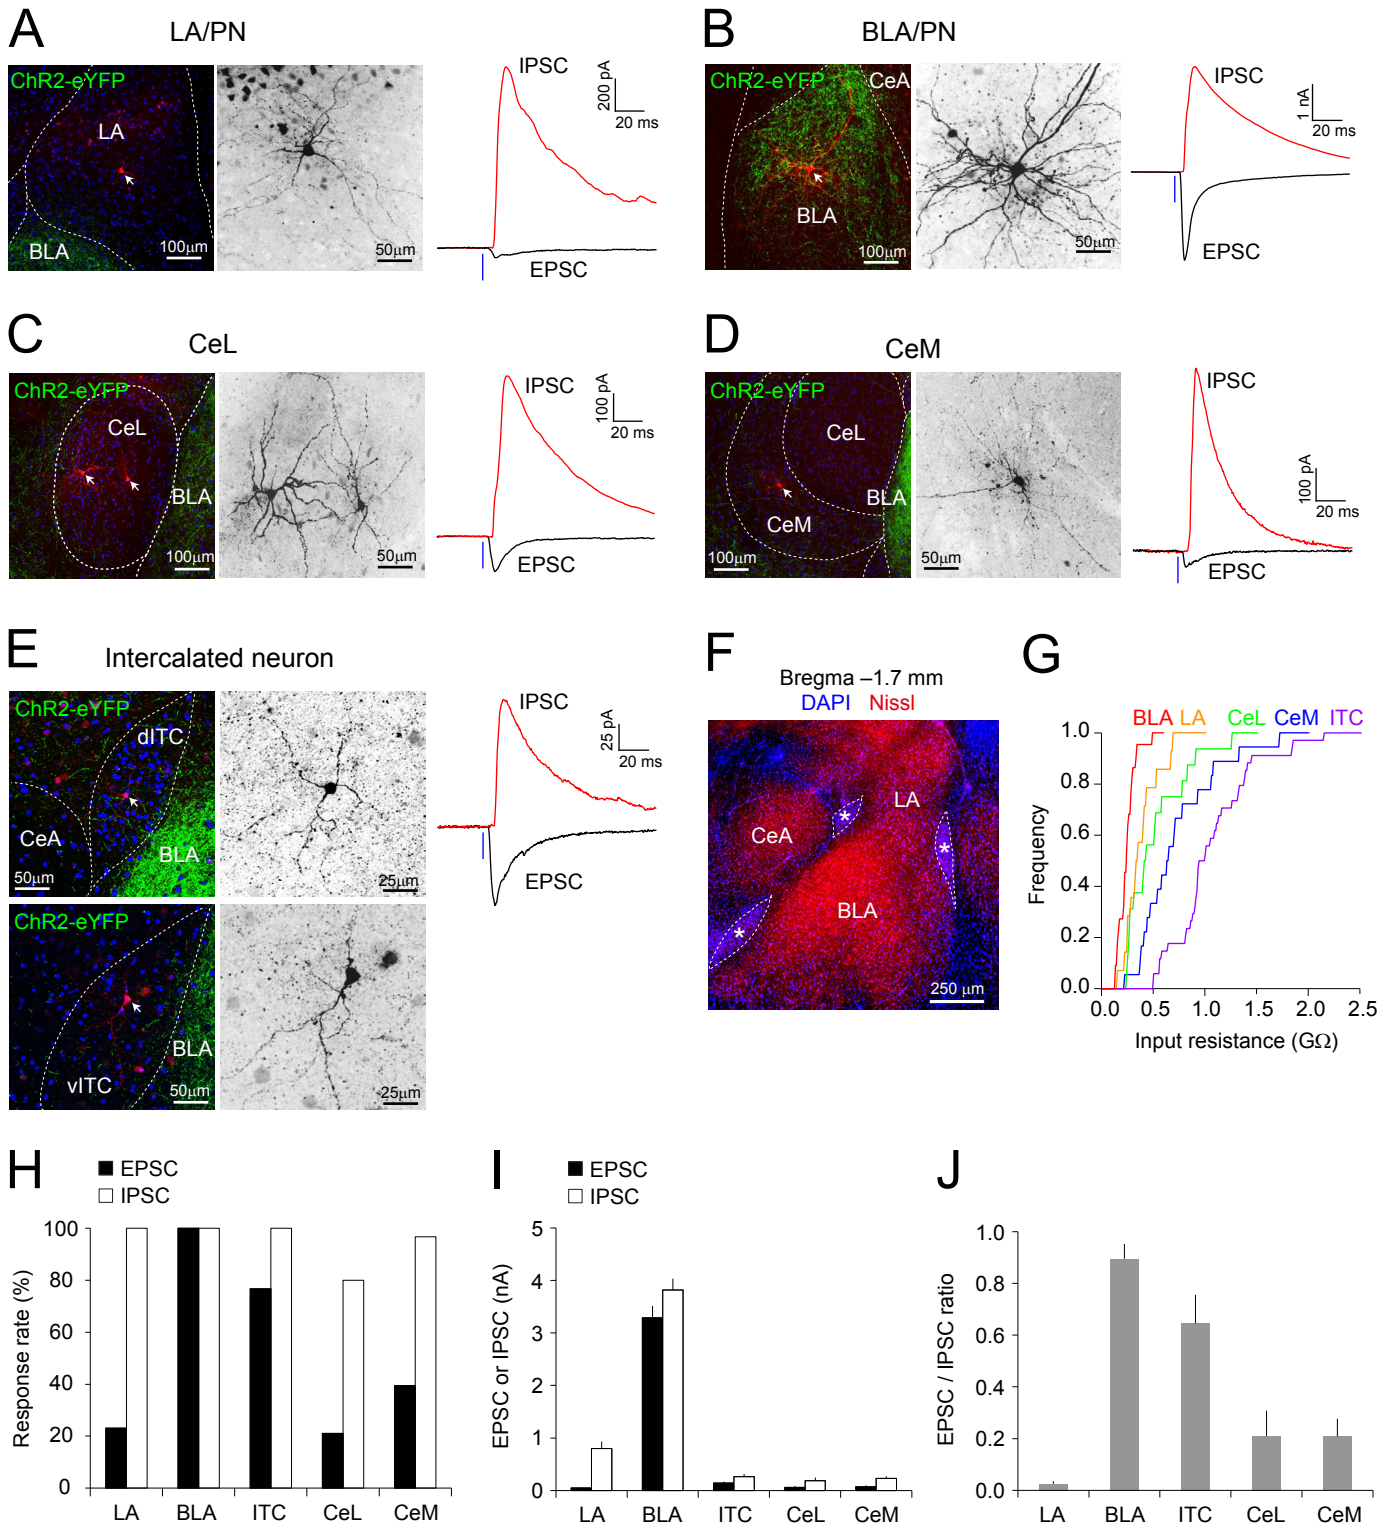 A
LA/PN
ChR2-eYFP
LA
BLA
100µm
50µm
IPSC
200 pA
20 ms
EPSC
B
BLA/PN
ChR2-eYFP
CeA
BLA
100µm
50µm
IPSC
1 nA
20 ms
EPSC
C
CeL
ChR2-eYFP
CeL
BLA
100µm
50µm
IPSC
100 pA
20 ms
EPSC
D
CeM
ChR2-eYFP
CeL
BLA
CeM
100µm
50µm
IPSC
100 pA
20 ms
EPSC
E
Intercalated neuron
ChR2-eYFP
dITC
CeA
BLA
50µm
25µm
IPSC
25 pA
20 ms
EPSC
ChR2-eYFP
BLA
vITC
50µm
25µm
F
Bregma –1.7 mm
DAPI Nissl
LA
*
*
CeA
BLA
*
250 µm
G
BLA LA CeL CeM ITC
1.0
0.8
0.6
0.4
0.2
0.0
Frequency
0.0 0.5 1.0 1.5 2.0 2.5
Input resistance (GΩ)
H
EPSC
IPSC
100
80
60
40
20
0
Response rate (%)
LA BLA ITC CeL CeM
I
EPSC
IPSC
5
4
3
2
1
0
EPSC or IPSC (nA)
LA BLA ITC CeL CeM
J
1.0
0.8
0.6
0.4
0.2
0.0
EPSC / IPSC ratio
LA BLA ITC CeL CeM